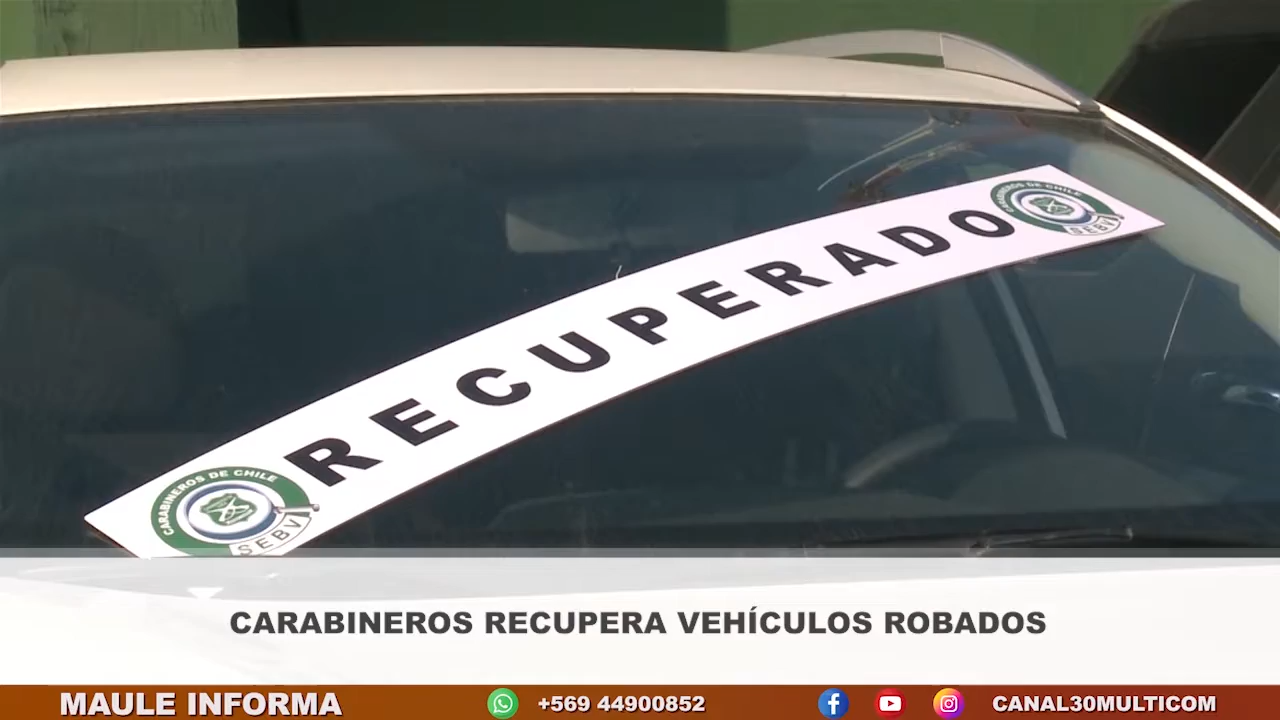 CARABINEROS DE CHILE
SEBV
RECUPERADO
CARABINEROS DE CHILE
SEBV
CARABINEROS RECUPERA VEHÍCULOS ROBADOS
MAULE INFORMA
+569 44900852
CANAL30MULTICOM